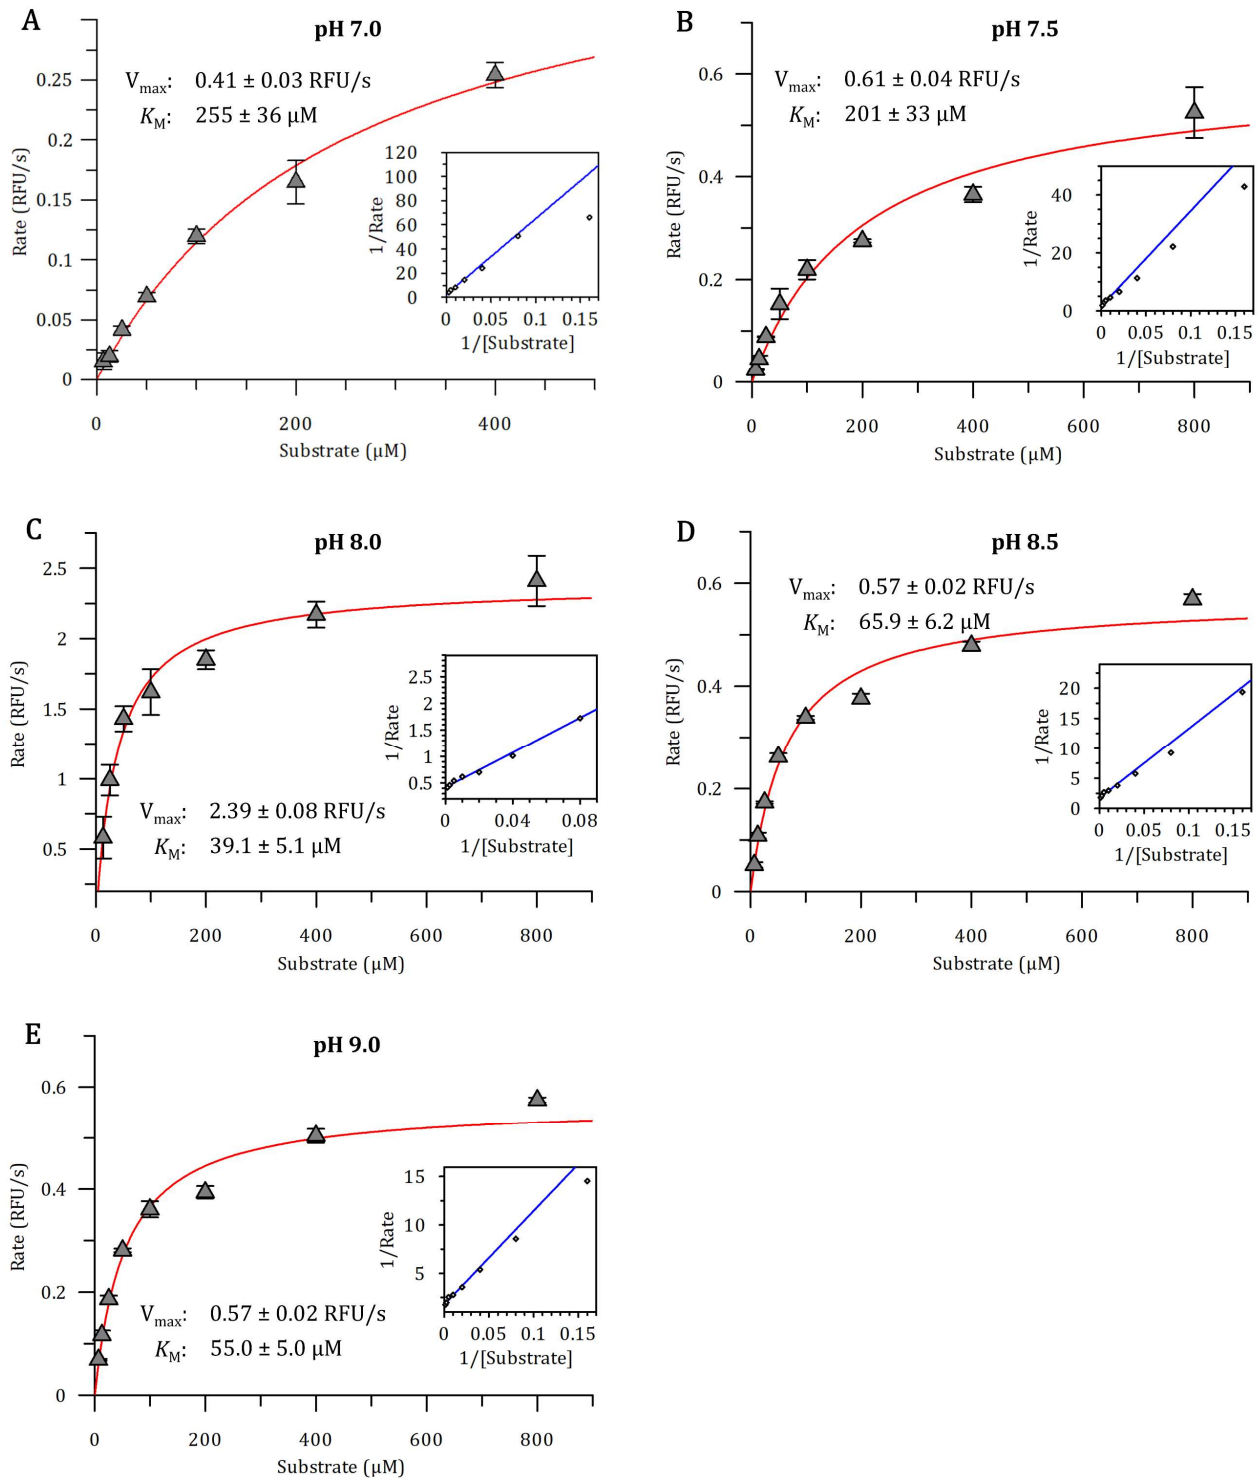 A
pH 7.0
Vmax: 0.41 ± 0.03 RFU/s
KM: 255 ± 36 μM
Rate (RFU/s)
0.25
0.2
0.15
0.1
0.05
0
0 200 400
Substrate (μM)
1/Rate
120
100
80
60
40
20
0
0 0.05 0.1 0.15
1/[Substrate]
B
pH 7.5
Vmax: 0.61 ± 0.04 RFU/s
KM: 201 ± 33 μM
Rate (RFU/s)
0.6
0.4
0.2
0
0 200 400 600 800
Substrate (μM)
1/Rate
40
20
0
0 0.05 0.1 0.15
1/[Substrate]
C
pH 8.0
Rate (RFU/s)
2.5
2
1.5
1
0.5
0 200 400 600 800
Substrate (μM)
Vmax: 2.39 ± 0.08 RFU/s
KM: 39.1 ± 5.1 μM
1/Rate
2.5
2
1.5
1
0.5
0 0.04 0.08
1/[Substrate]
D
pH 8.5
Vmax: 0.57 ± 0.02 RFU/s
KM: 65.9 ± 6.2 μM
Rate (RFU/s)
0.6
0.4
0.2
0
0 200 400 600 800
Substrate (μM)
1/Rate
20
15
10
5
0
0 0.05 0.1 0.15
1/[Substrate]
E
pH 9.0
Rate (RFU/s)
0.6
0.4
0.2
0
0 200 400 600 800
Substrate (μM)
Vmax: 0.57 ± 0.02 RFU/s
KM: 55.0 ± 5.0 μM
1/Rate
15
10
5
0 0.05 0.1 0.15
1/[Substrate]